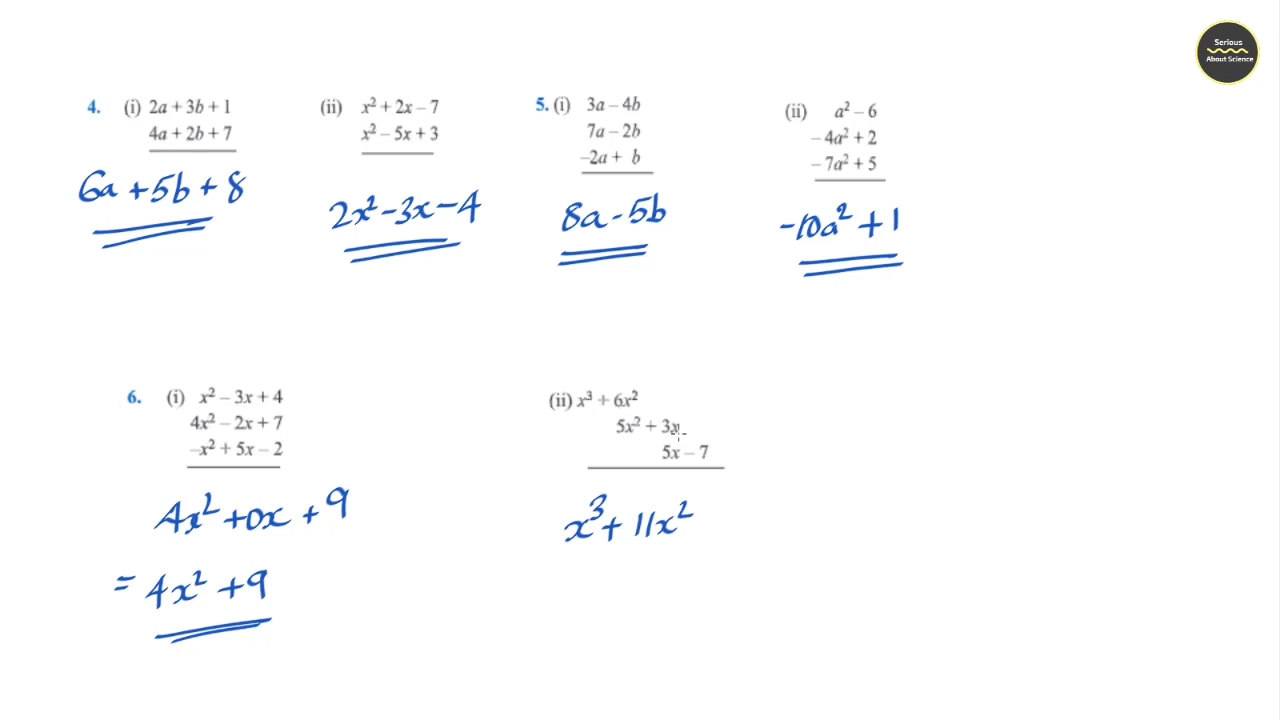 Serious
About Science
4. (i) 2a + 3b + 1
4a + 2b + 7
6a + 5b + 8
(ii) x² + 2x – 7
x² – 5x + 3
2x² – 3x – 4
5. (i) 3a – 4b
7a – 2b
–2a + b
8a – 5b
(ii) a² – 6
– 4a² + 2
– 7a² + 5
–10a² + 1
6. (i) x² – 3x + 4
4x² – 2x + 7
–x² + 5x – 2
4x² + 0x + 9
= 4x² + 9
(ii) x³ + 6x²
5x² + 3x
5x – 7
x³ + 11x²